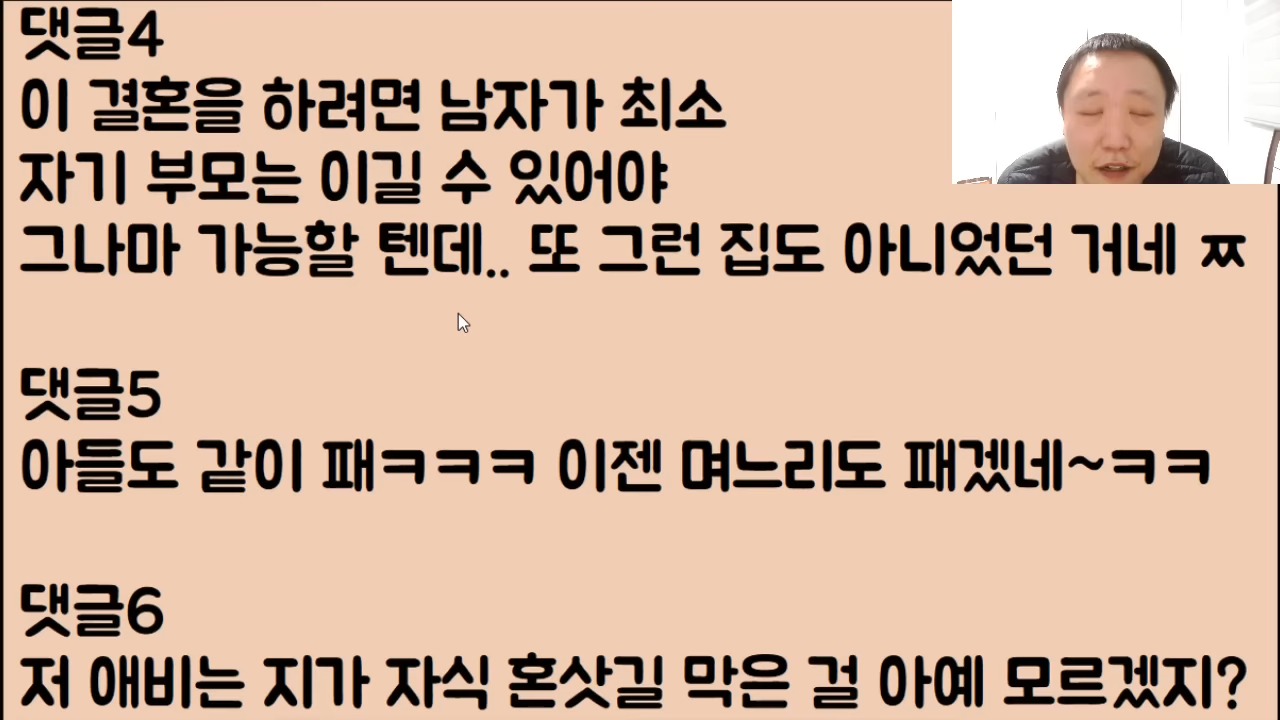 댓글4
이 결혼을 하려면 남자가 최소
자기 부모는 이길 수 있어야
그나마 가능할 텐데.. 또 그런 집도 아니었던 거네 ㅉ
댓글5
아들도 같이 패ㅋㅋㅋ 이젠 며느리도 패겠네~ㅋㅋ
댓글6
저 애비는 지가 자식 혼삿길 막은 걸 아예 모르겠지?